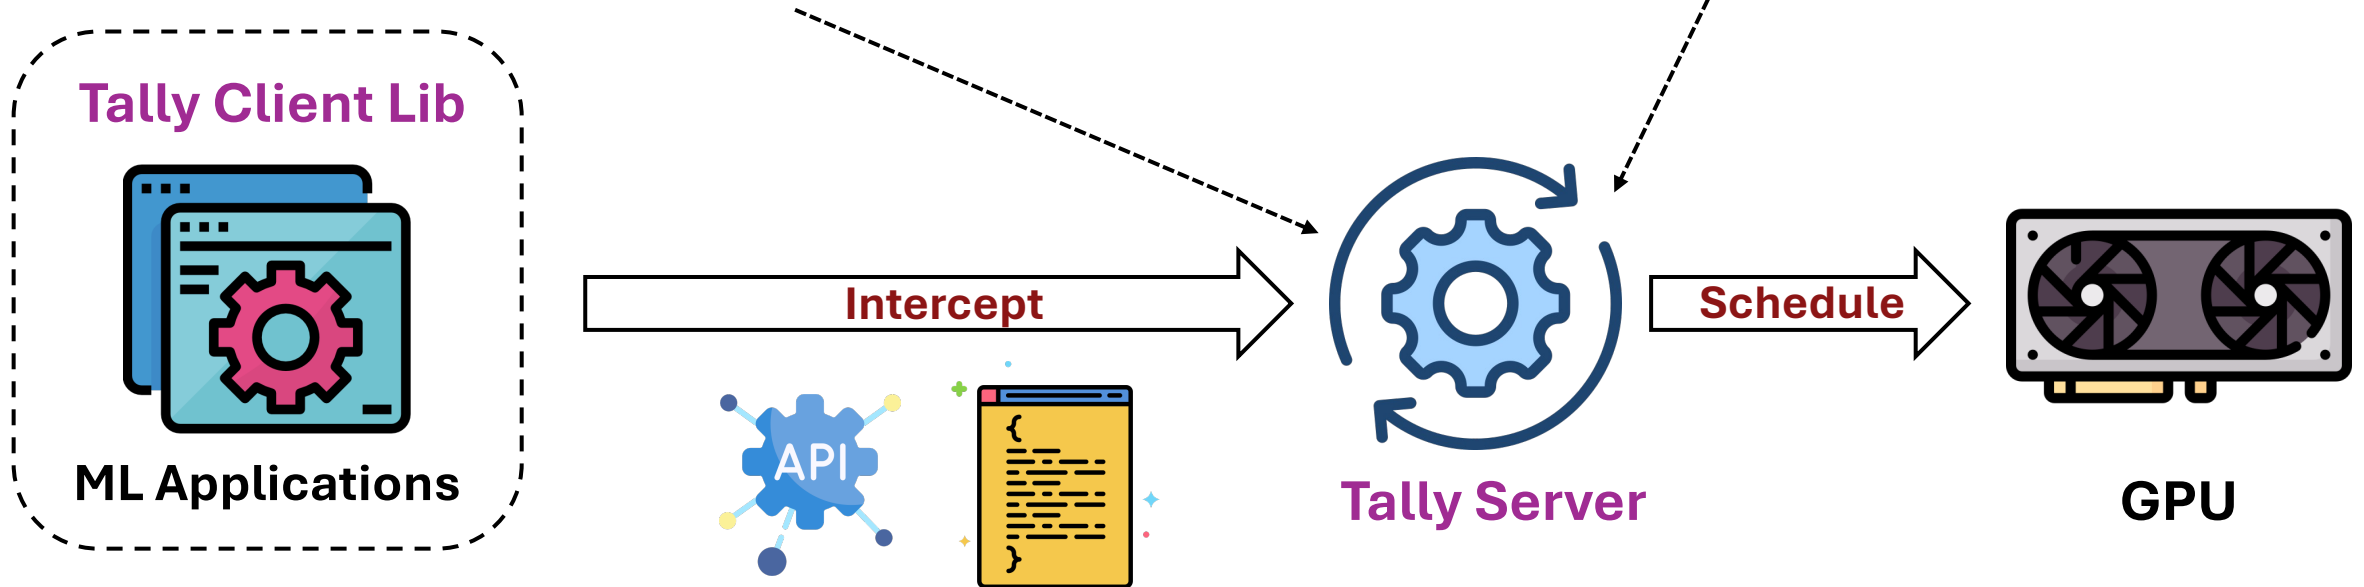 Tally Client Lib
ML Applications
Intercept
API
{
}
Tally Server
Schedule
GPU